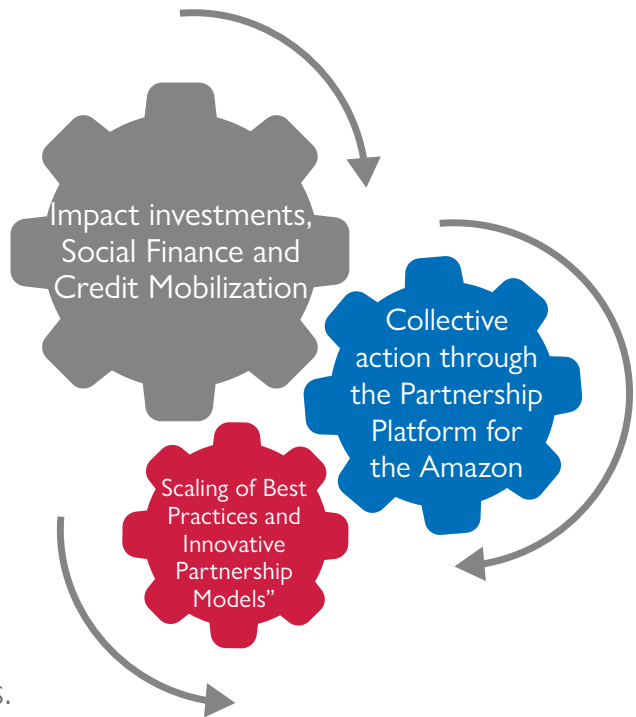 Impact investments,
Social Finance and
Credit Mobilization
Collective
action through
the Partnership
Platform for
the Amazon
Scaling of Best
Practices and
Innovative
Partnership
Models”
s.